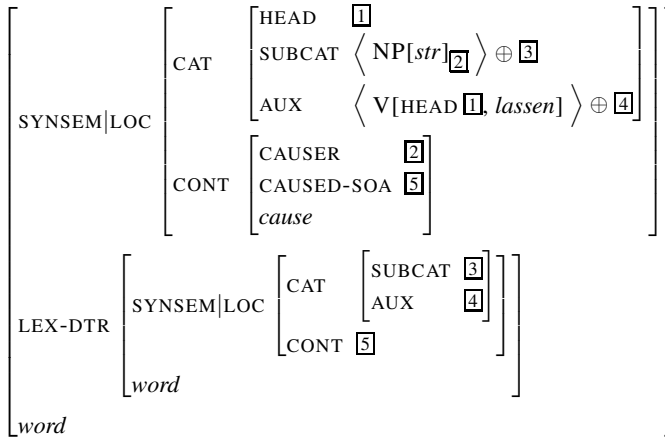 HEAD 1
SUBCAT ⟨ NP[str]2 ⟩ ⊕ 3
CAT
AUX ⟨ V[HEAD 1, lassen] ⟩ ⊕ 4
SYNSEM|LOC
CAUSER 2
CONT CAUSED-SOA 5
cause
SUBCAT 3
CAT
AUX 4
SYNSEM|LOC
LEX-DTR
CONT 5
word
word